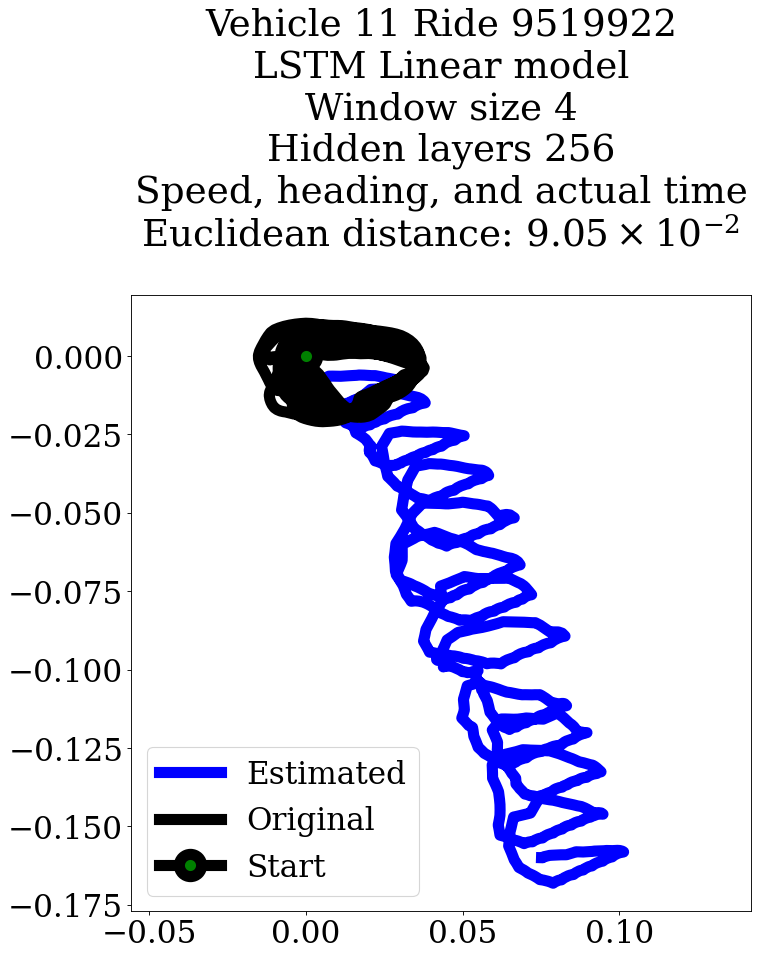 Vehicle 11 Ride 9519922
LSTM Linear model
Window size 4
Hidden layers 256
Speed, heading, and actual time
Euclidean distance: 9.05 × 10⁻²
0.000
−0.025
−0.050
−0.075
−0.100
−0.125
−0.150
−0.175
Estimated
Original
Start
−0.05
0.00
0.05
0.10